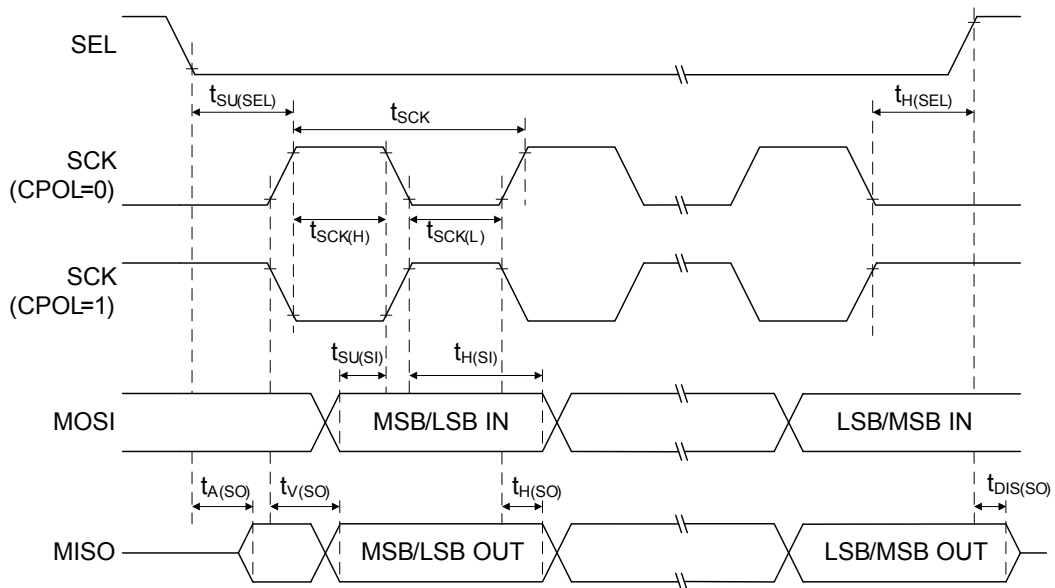 SEL
tSU(SEL)
tSCK
tH(SEL)
SCK
(CPOL=0)
tSCK(H)
tSCK(L)
SCK
(CPOL=1)
tSU(SI)
tH(SI)
MOSI
MSB/LSB IN
LSB/MSB IN
tA(SO)
tV(SO)
tH(SO)
tDIS(SO)
MISO
MSB/LSB OUT
LSB/MSB OUT